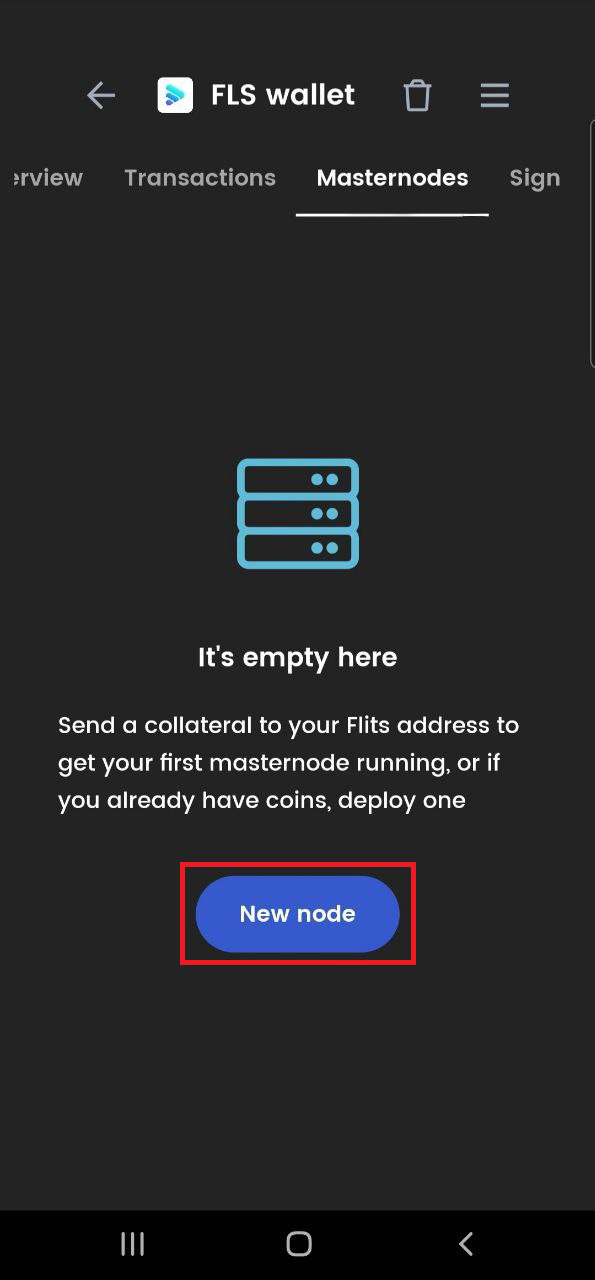 FLS wallet
erview Transactions Masternodes Sign
It's empty here
Send a collateral to your Flits address to
get your first masternode running, or if
you already have coins, deploy one
New node